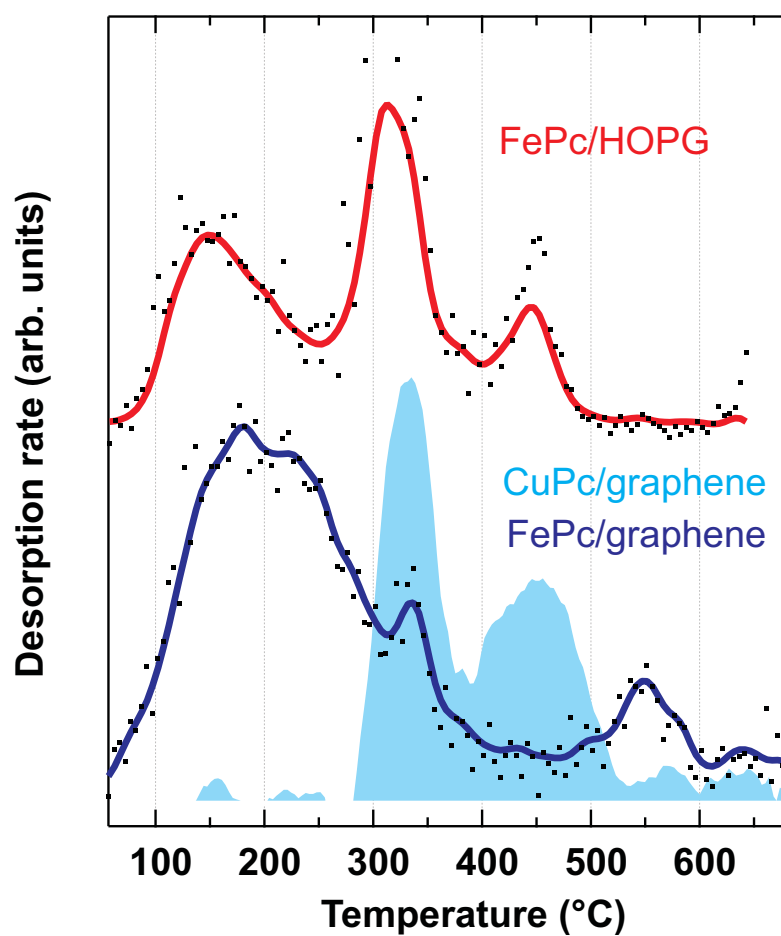 FePc/HOPG
CuPc/graphene
FePc/graphene
Desorption rate (arb. units)
100 200 300 400 500 600
Temperature (°C)